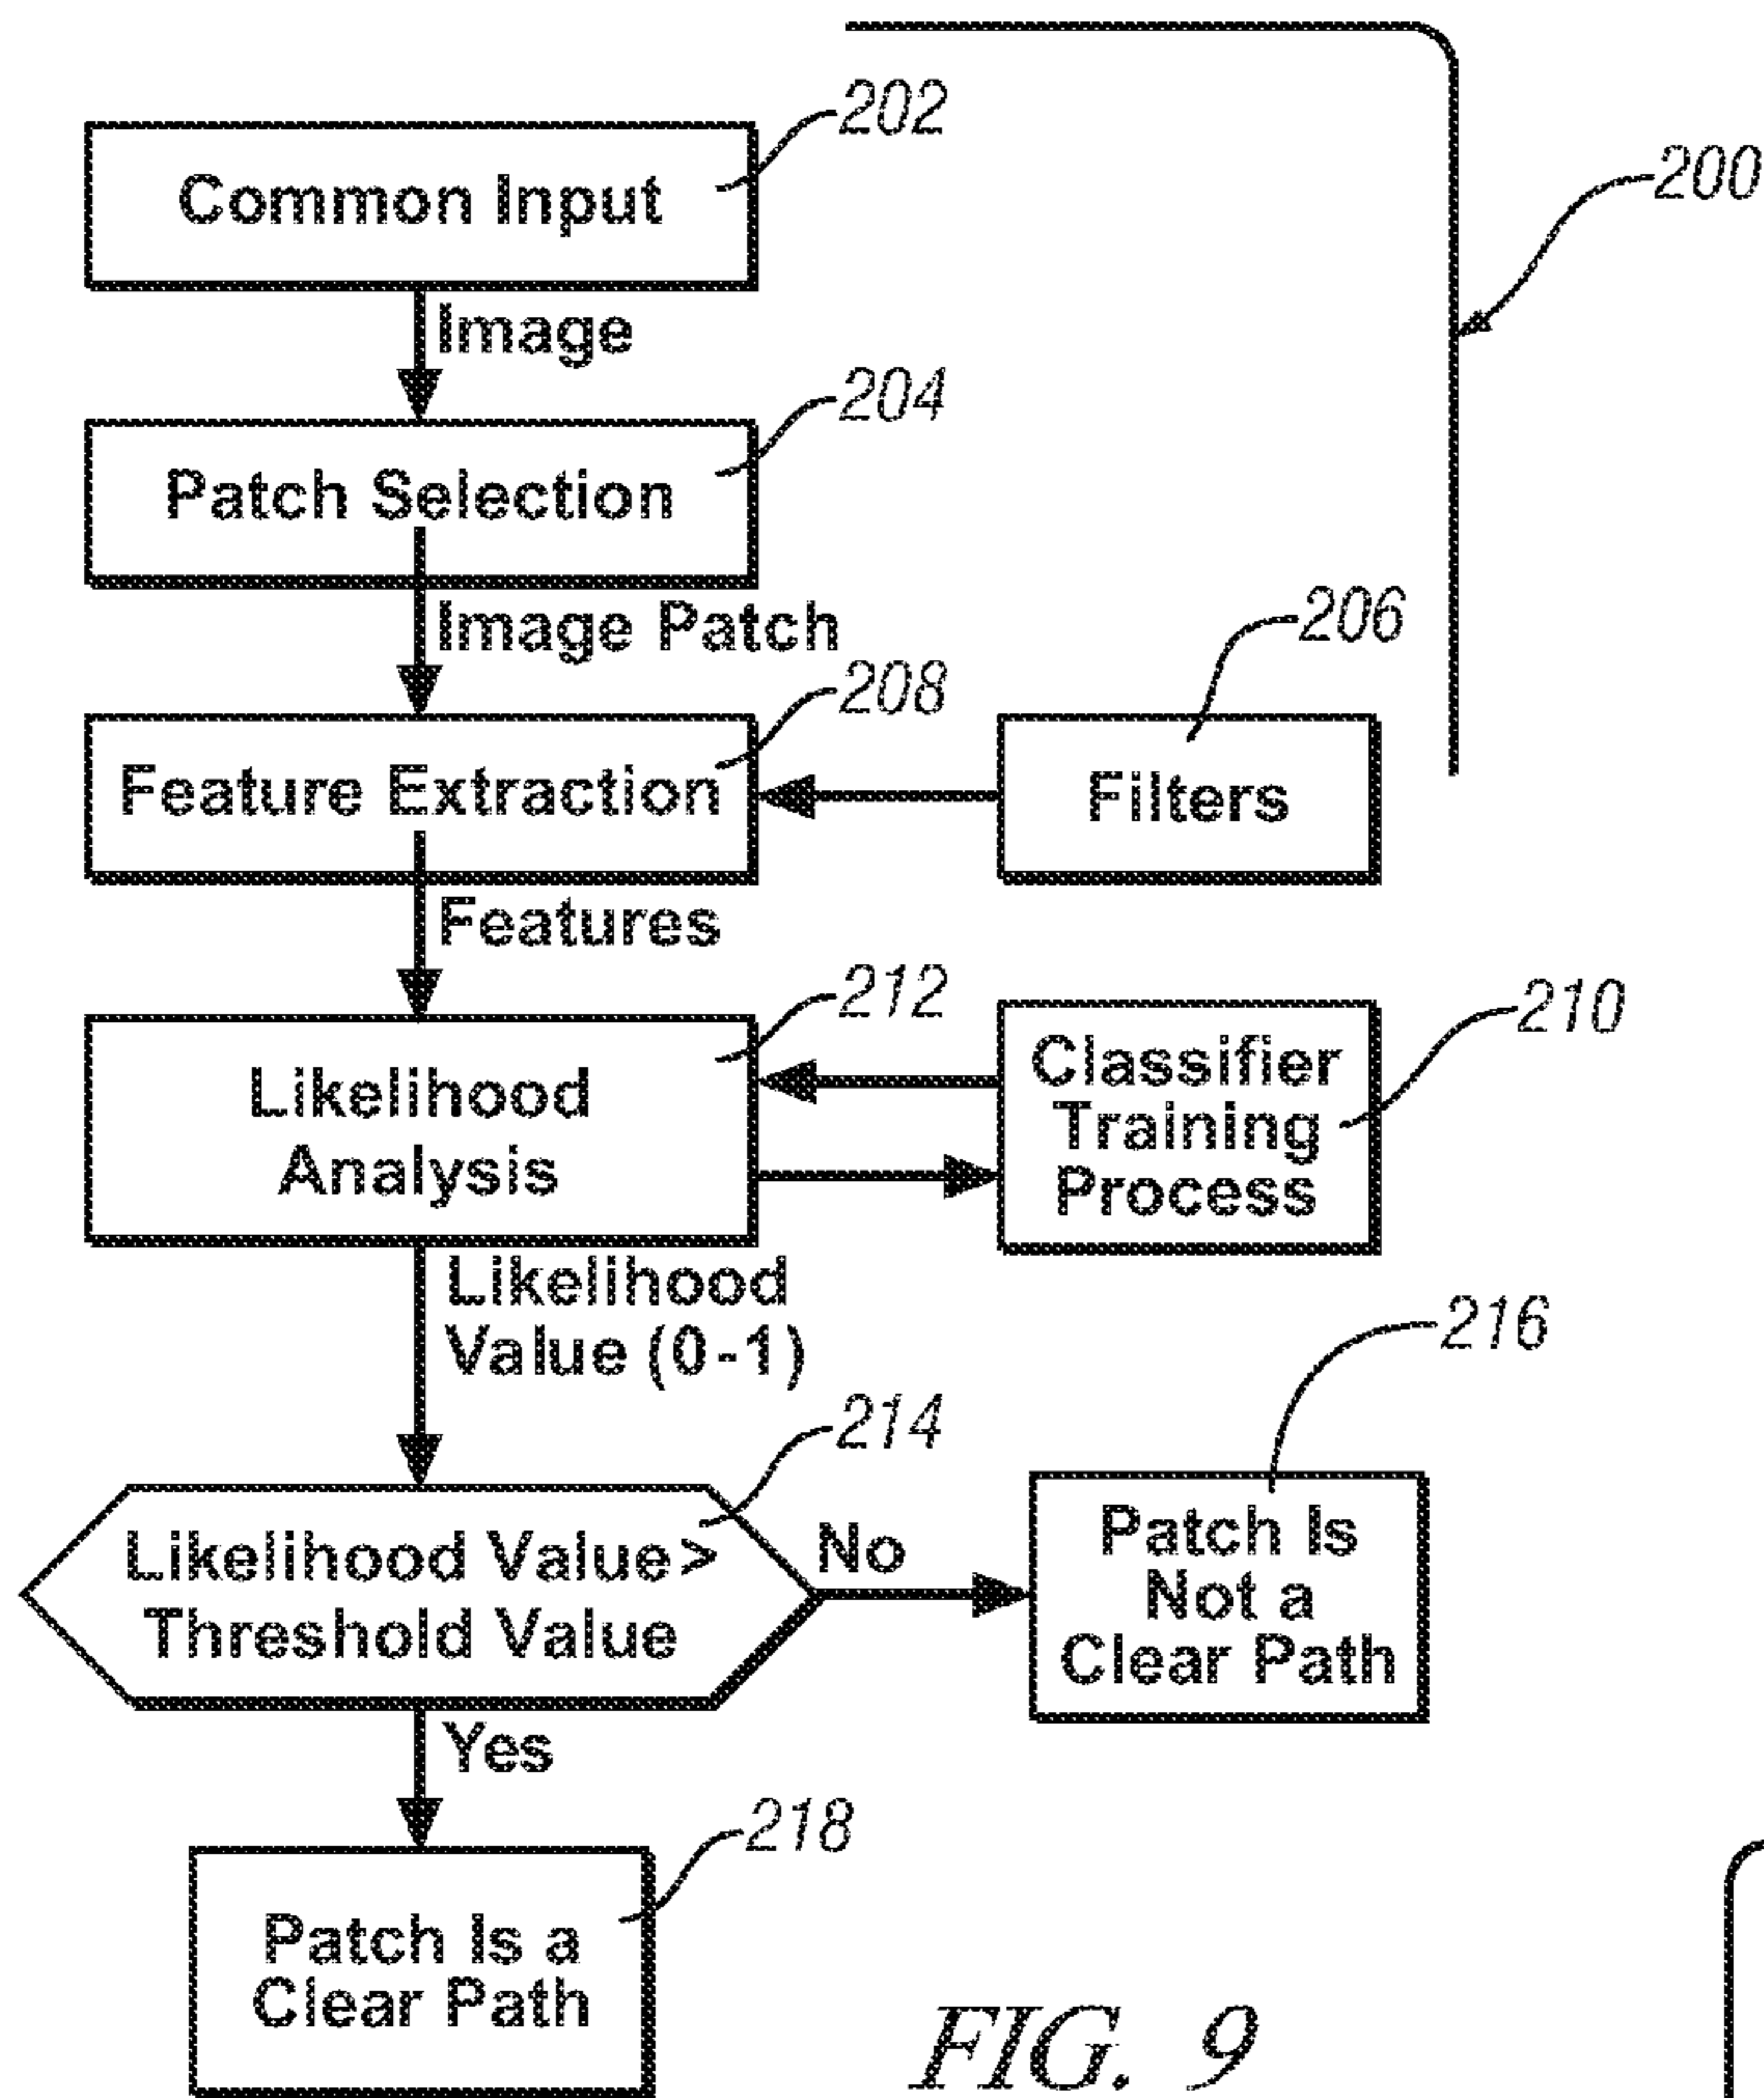 202
Common Input
200
Image
204
Patch Selection
Image Patch
206
208
Feature Extraction
Filters
Features
212
210
Likelihood
Analysis
Classifier
Training
Process
Likelihood
Value (0-1)
216
214
Likelihood Value >
Threshold Value
No
Patch Is
Not a
Clear Path
Yes
218
Patch Is a
Clear Path
FIG. 9